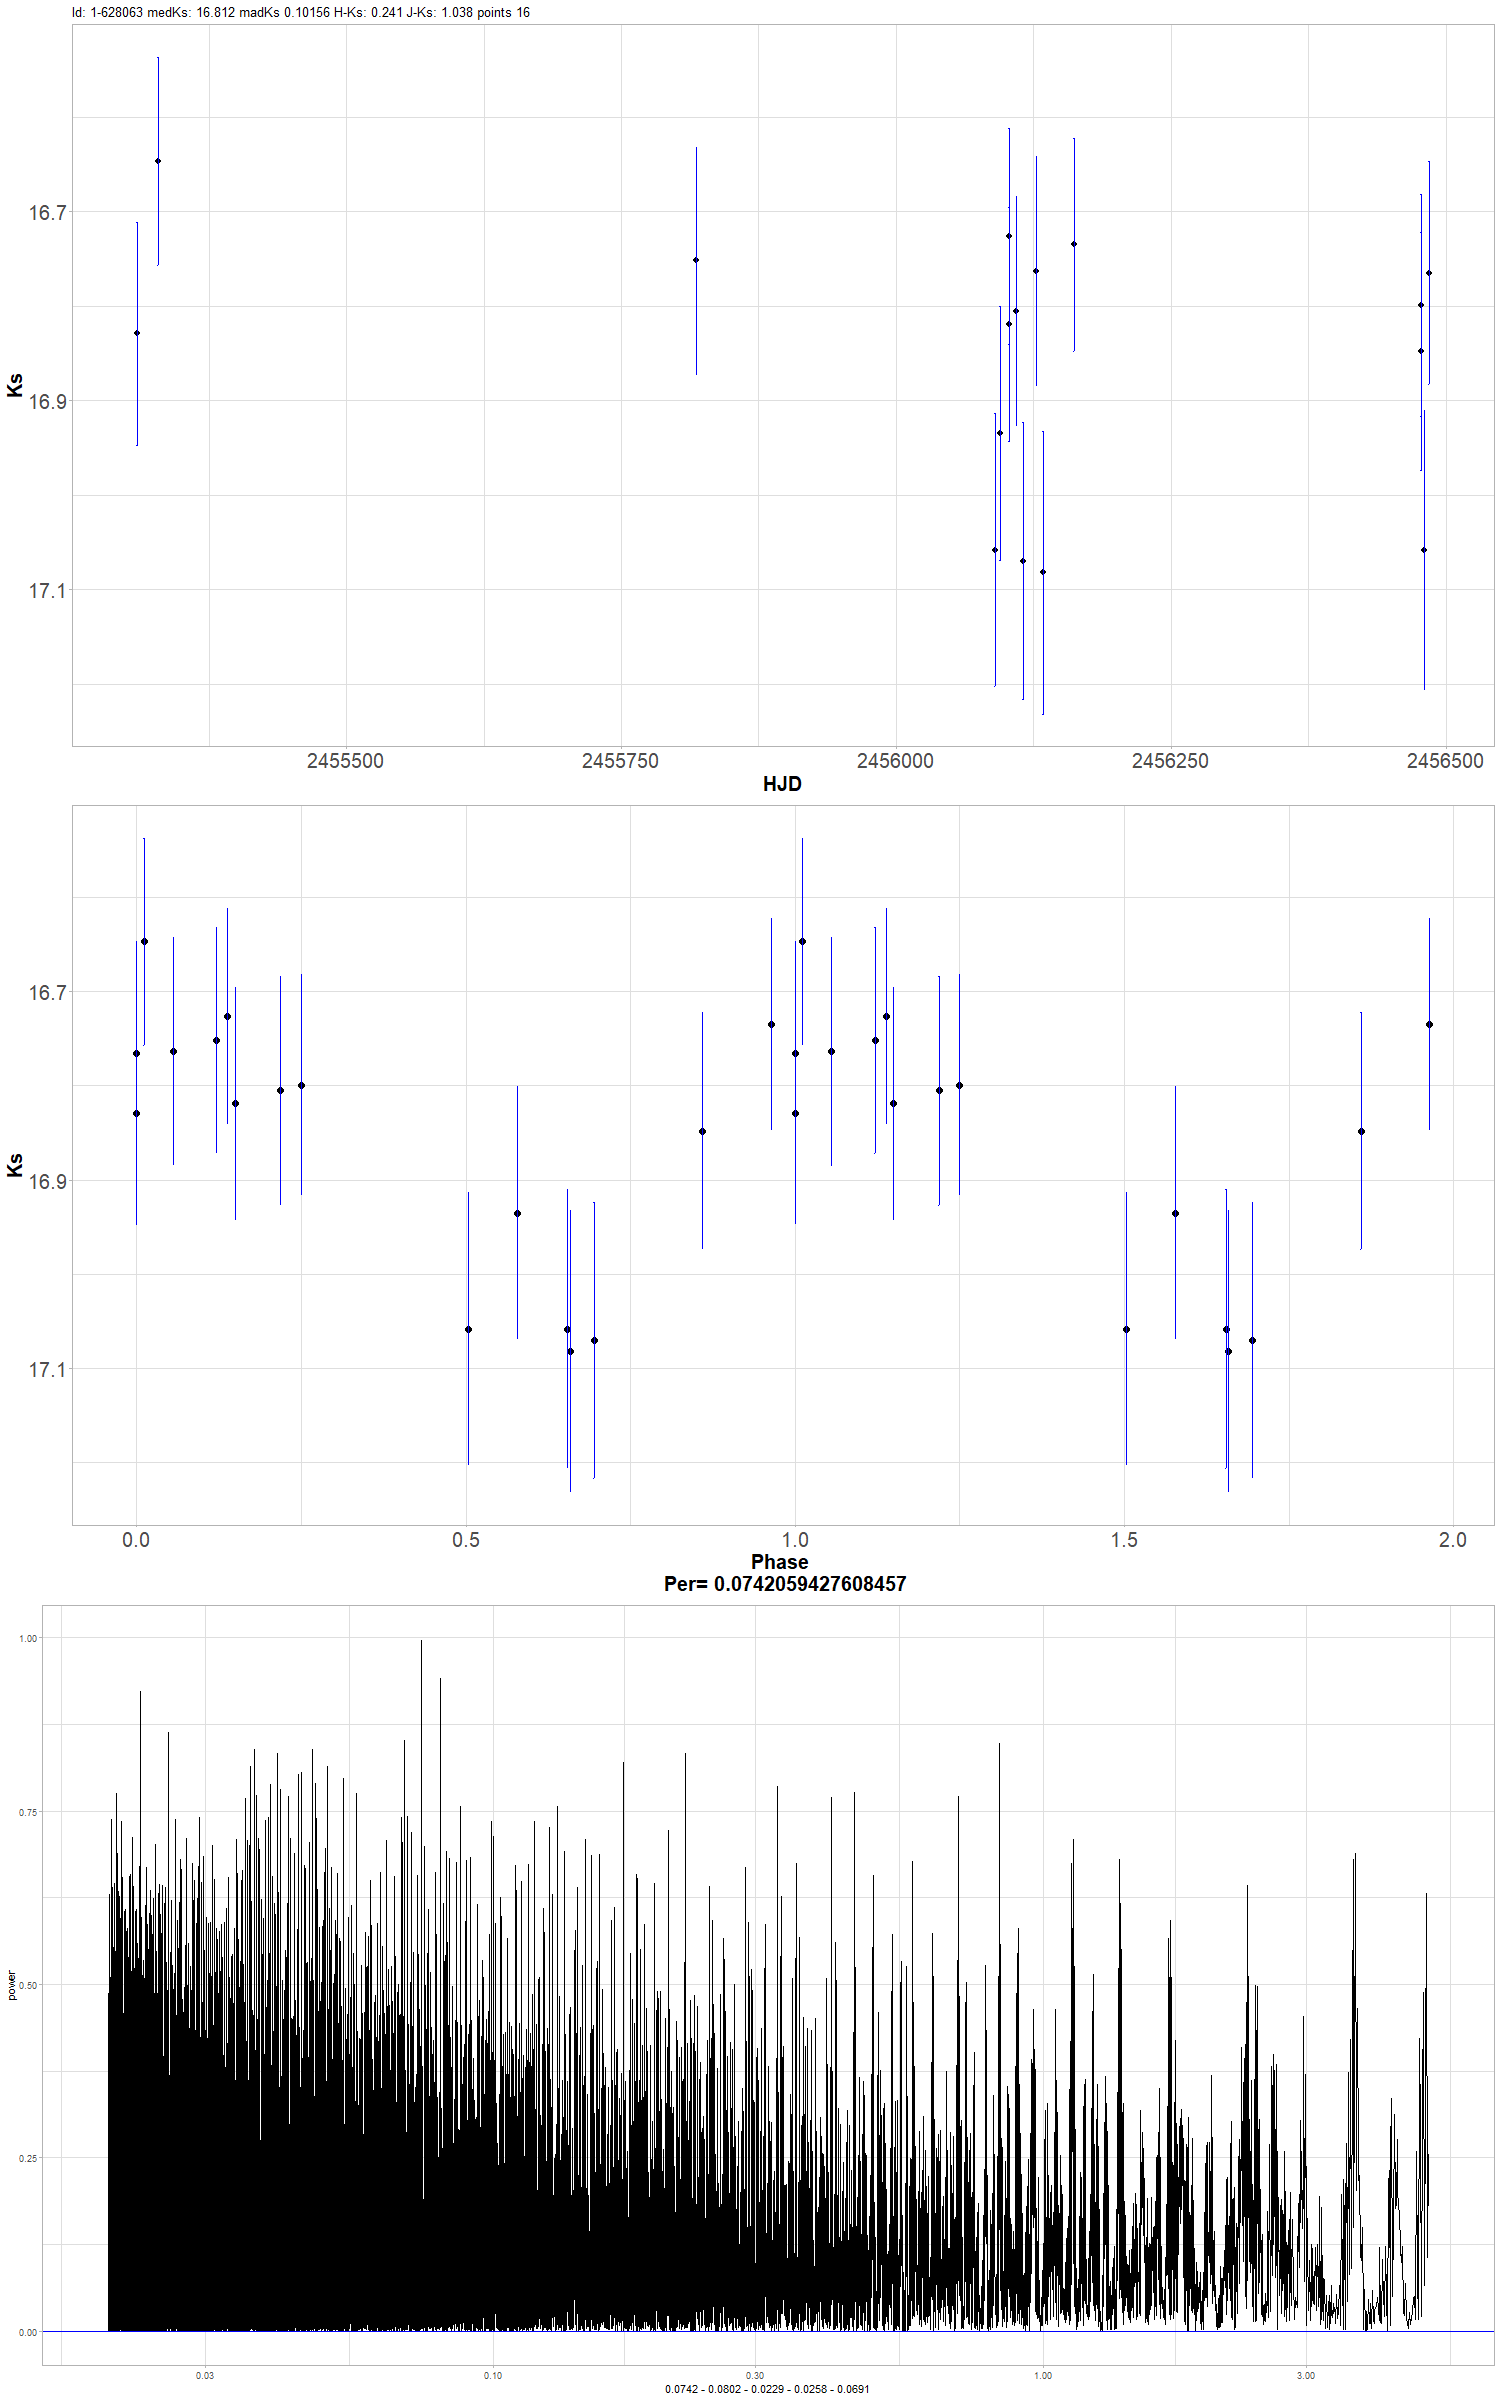 Id: 1-628063 medKs: 16.812 madKs 0.10156 H-Ks: 0.241 J-Ks: 1.038 points 16
16.7
16.9
17.1
Ks
2455500 2455750 2456000 2456250 2456500
HJD
16.7
16.9
17.1
Ks
0.0 0.5 1.0 1.5 2.0
Phase
Per= 0.0742059427608457
1.00
0.75
0.50
0.25
0.00
power
0.03 0.10 0.30 1.00 3.00
0.0742 - 0.0802 - 0.0229 - 0.0258 - 0.0691